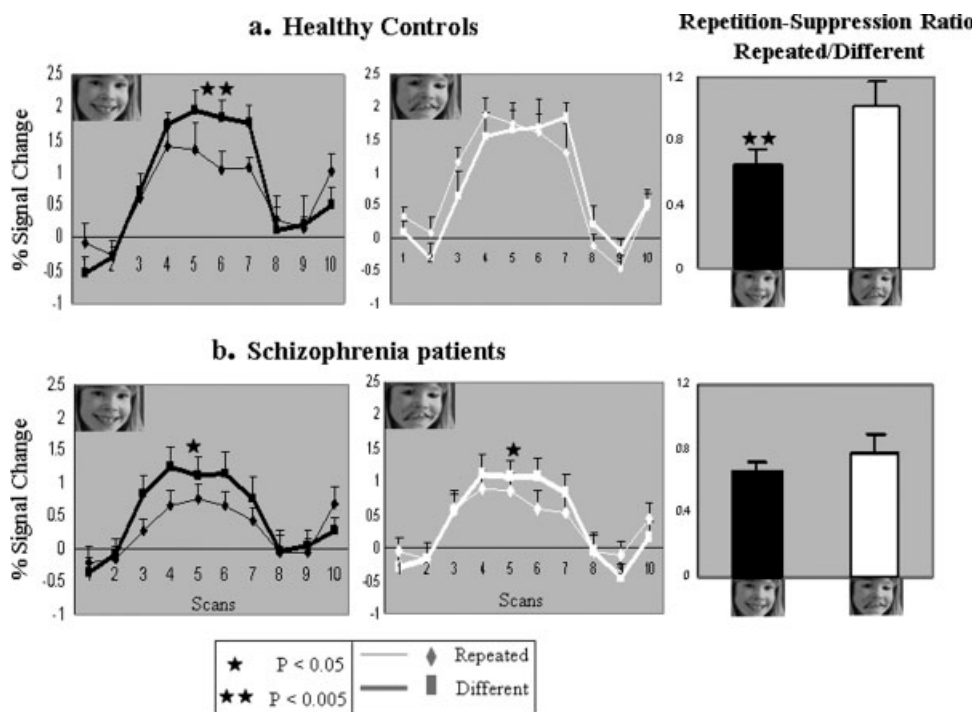 a. Healthy Controls
Repetition-Suppression Ratio
Repeated/Different
% Signal Change
2.5
2
1.5
1
0.5
0
-0.5
-1
★★
2 3 4 5 6 7 8 9 10
2.5
2
1.5
1
0.5
0
-0.5
-1
1 2 3 4 5 6 7 8 9 10
1.2
0.8
0.4
0
★★
b. Schizophrenia patients
% Signal Change
2.5
2
1.5
1
0.5
0
-0.5
-1
★
2 3 4 5 6 7 8 9 10
Scans
2.5
2
1.5
1
0.5
0
-0.5
-1
★
1 2 3 4 5 6 7 8 9 10
Scans
1.2
0.8
0.4
0
★ P < 0.05
★★ P < 0.005
Repeated
Different